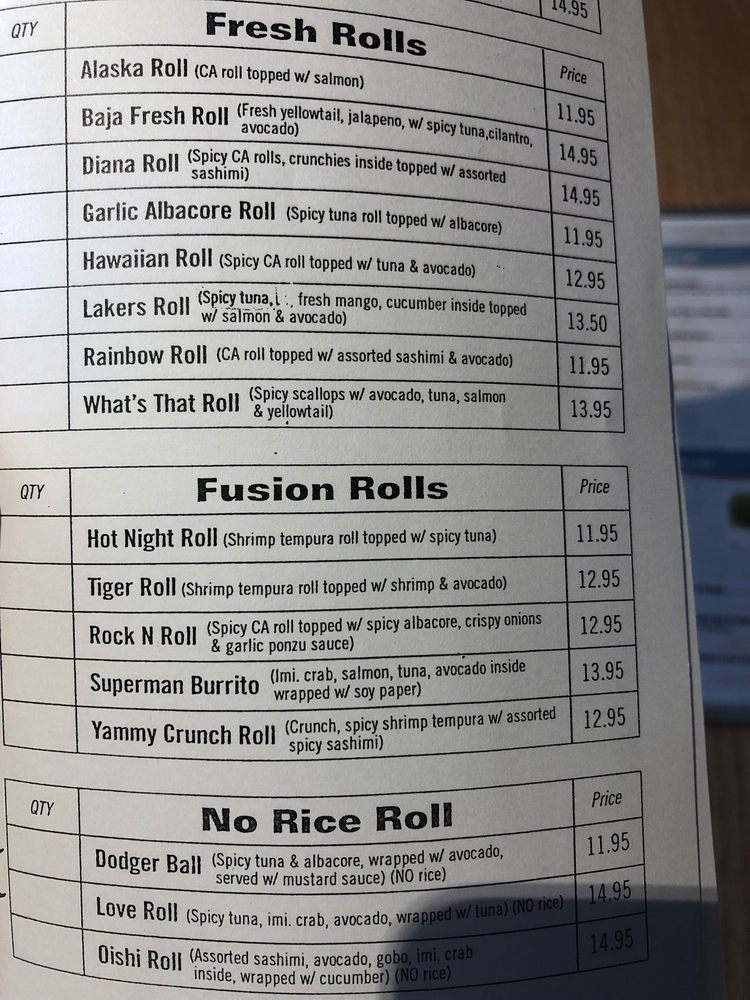 14.95
QTY Fresh Rolls Price
Alaska Roll (CA roll topped w/ salmon) 11.95
Baja Fresh Roll (Fresh yellowtail, jalapeno, w/ spicy tuna,cilantro, 14.95
avocado)
Diana Roll (Spicy CA rolls, crunchies inside topped w/ assorted 14.95
sashimi)
Garlic Albacore Roll (Spicy tuna roll topped w/ albacore) 11.95
Hawaiian Roll (Spicy CA roll topped w/ tuna & avocado) 12.95
Lakers Roll (Spicy tuna, fresh mango, cucumber inside topped 13.50
w/ salmon & avocado)
Rainbow Roll (CA roll topped w/ assorted sashimi & avocado) 11.95
What's That Roll (Spicy scallops w/ avocado, tuna, salmon 13.95
& yellowtail)
QTY Fusion Rolls Price
Hot Night Roll (Shrimp tempura roll topped w/ spicy tuna) 11.95
Tiger Roll (Shrimp tempura roll topped w/ shrimp & avocado) 12.95
Rock N Roll (Spicy CA roll topped w/ spicy albacore, crispy onions 12.95
& garlic ponzu sauce)
Superman Burrito (Imi. crab, salmon, tuna, avocado inside 13.95
wrapped w/ soy paper)
Yammy Crunch Roll (Crunch, spicy shrimp tempura w/ assorted 12.95
spicy sashimi)
QTY No Rice Roll Price
Dodger Ball (Spicy tuna & albacore, wrapped w/ avocado, 11.95
served w/ mustard sauce) (NO rice)
Love Roll (Spicy tuna, imi. crab, avocado, wrapped w/ tuna) (NO rice) 14.95
Oishi Roll (Assorted sashimi, avocado, gobo, imi. crab 14.95
inside, wrapped w/ cucumber) (NO rice)